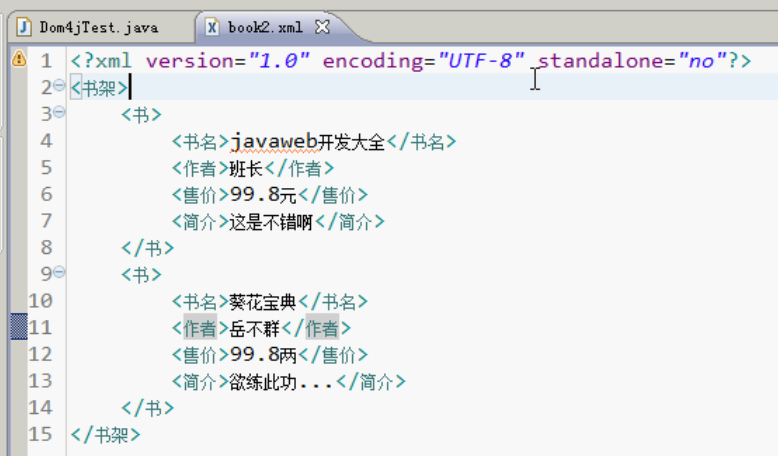 Dom4jTest.java book2.xml
1 <?xml version="1.0" encoding="UTF-8" standalone="no"?>
2 <书架>
3 <书>
4 <书名>javaweb开发大全</书名>
5 <作者>班长</作者>
6 <售价>99.8元</售价>
7 <简介>这是不错啊</简介>
8 </书>
9 <书>
10 <书名>葵花宝典</书名>
11 <作者>岳不群</作者>
12 <售价>99.8两</售价>
13 <简介>欲练此功...</简介>
14 </书>
15 </书架>